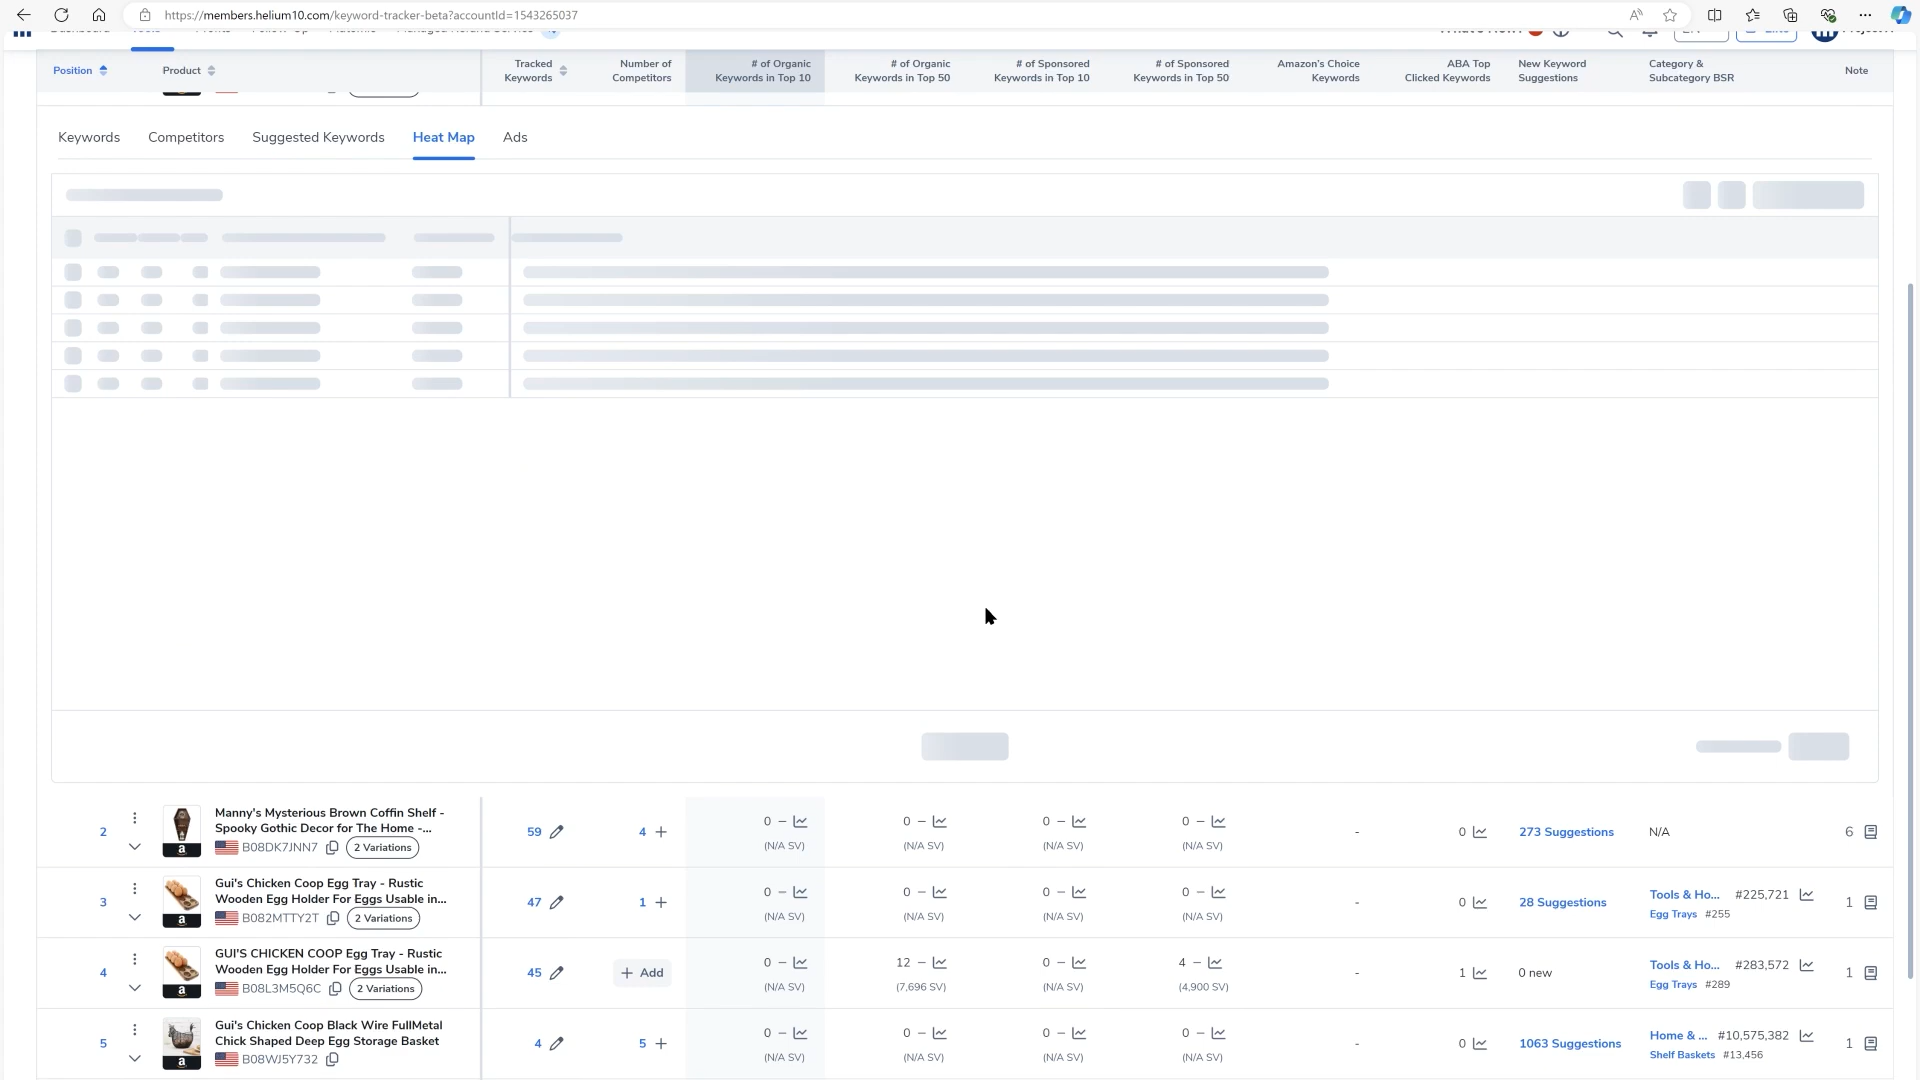 https://members.helium10.com/keyword-tracker-beta?accountId=1543265037
Position
Product
Tracked
Keywords
Number of
Competitors
# of Organic
Keywords in Top 10
# of Organic
Keywords in Top 50
# of Sponsored
Keywords in Top 10
# of Sponsored
Keywords in Top 50
Amazon's Choice
Keywords
ABA Top
Clicked Keywords
New Keyword
Suggestions
Category &
Subcategory BSR
Note
Keywords Competitors Suggested Keywords Heat Map Ads
2
Manny's Mysterious Brown Coffin Shelf -
Spooky Gothic Decor for The Home -...
B08DK7JNN7 2 Variations
59 4 +
0 – 0 – 0 – 0 –
(N/A SV) (N/A SV) (N/A SV) (N/A SV)
- 0 273 Suggestions N/A 6
3
Gui's Chicken Coop Egg Tray - Rustic
Wooden Egg Holder For Eggs Usable in...
B082MTTY2T 2 Variations
47 1 +
0 – 0 – 0 – 0 –
(N/A SV) (N/A SV) (N/A SV) (N/A SV)
- 0 28 Suggestions
Tools & Ho... #225,721
Egg Trays #255
1
4
GUI'S CHICKEN COOP Egg Tray - Rustic
Wooden Egg Holder For Eggs Usable in...
B08L3M5Q6C 2 Variations
45 + Add
0 – 12 – 0 – 4 –
(N/A SV) (7,696 SV) (N/A SV) (4,900 SV)
- 1 0 new
Tools & Ho... #283,572
Egg Trays #289
1
5
Gui's Chicken Coop Black Wire FullMetal
Chick Shaped Deep Egg Storage Basket
B08WJ5Y732
4 5 +
0 – 0 – 0 – 0 –
(N/A SV) (N/A SV) (N/A SV) (N/A SV)
- 0 1063 Suggestions
Home & ... #10,575,382
Shelf Baskets #13,456
1